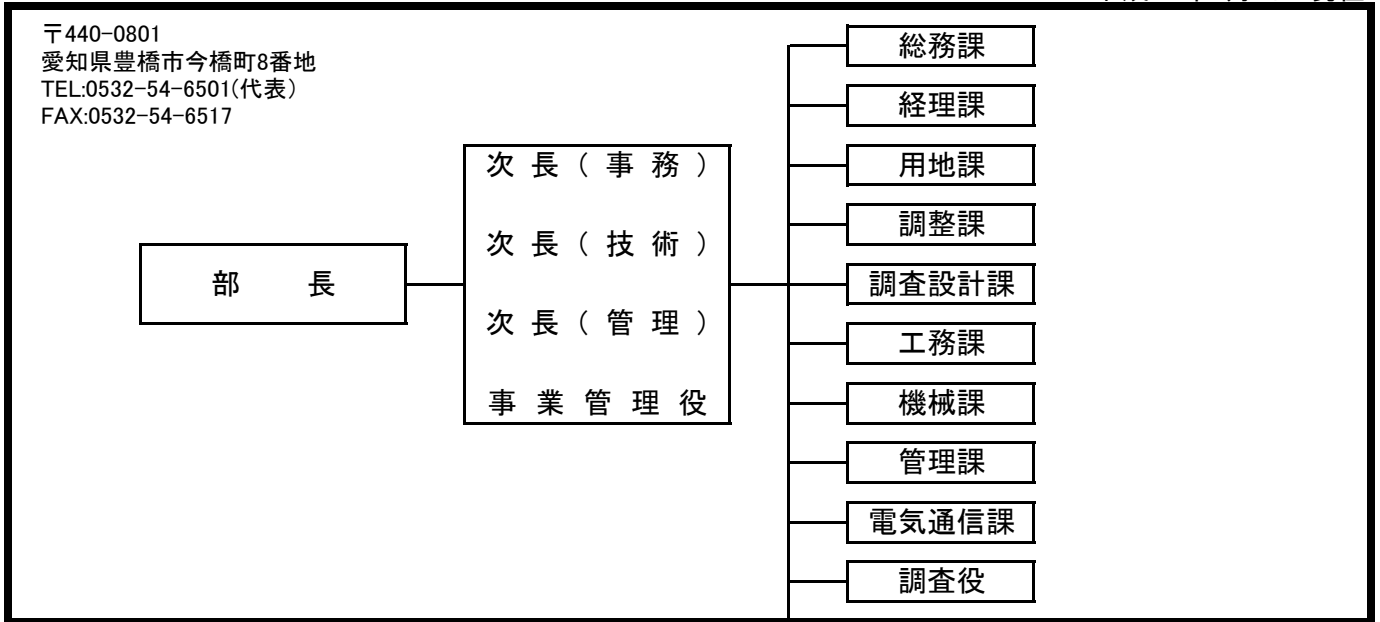 〒440-0801
愛知県豊橋市今橋町8番地
TEL:0532-54-6501(代表)
FAX:0532-54-6517
部長
次長(事務)
次長(技術)
次長(管理)
事業管理役
総務課
経理課
用地課
調整課
調査設計課
工務課
機械課
管理課
電気通信課
調査役